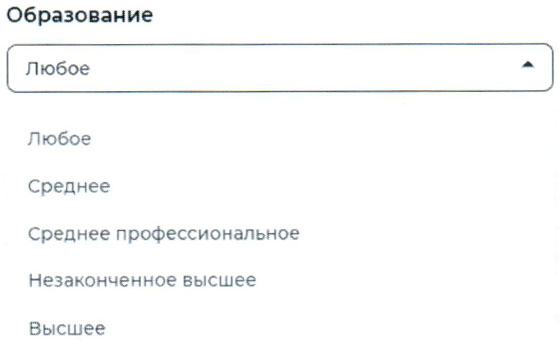 Образование
Любое
Любое
Среднее
Среднее профессиональное
Незаконченное высшее
Высшее